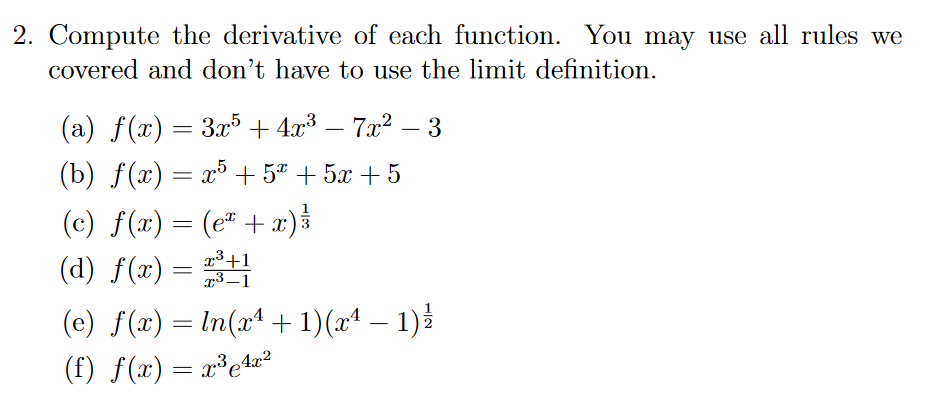 2. Compute the derivative of each function. You may use all rules we
covered and don't have to use the limit definition.
(a) f(x) = 3x^5 + 4x^3 − 7x^2 − 3
(b) f(x) = x^5 + 5^x + 5x + 5
(c) f(x) = (e^x + x)^{\frac{1}{3}}
(d) f(x) = \frac{x^3+1}{x^3−1}
(e) f(x) = ln(x^4 + 1)(x^4 − 1)^{\frac{1}{2}}
(f) f(x) = x^3e^{4x^2}